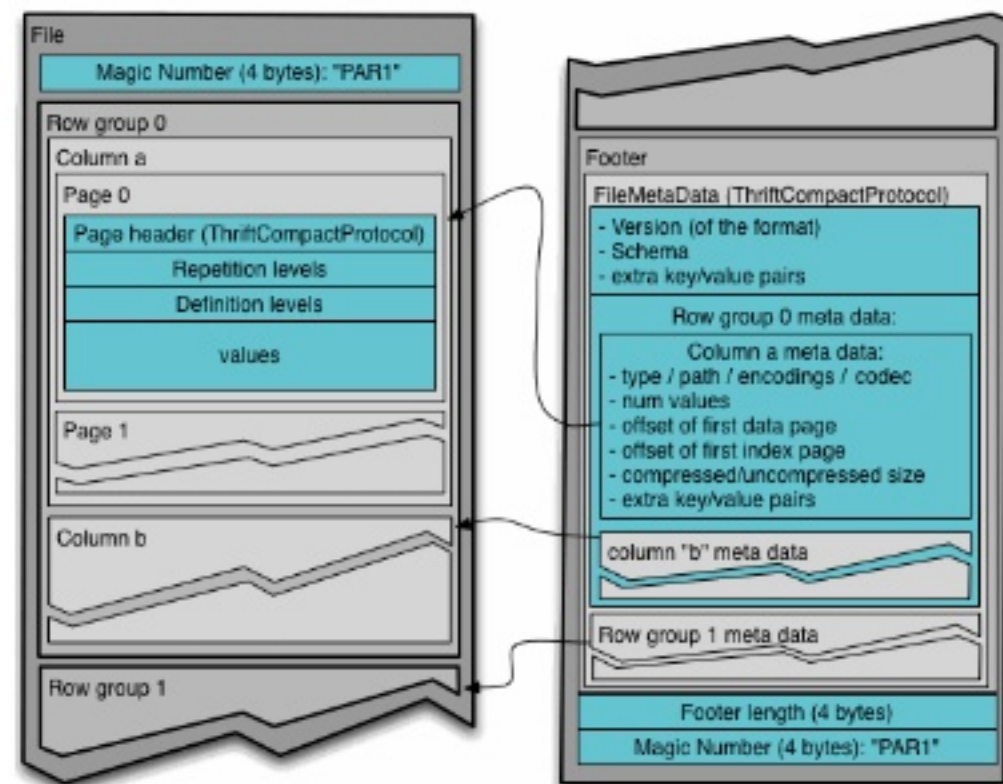 File
Magic Number (4 bytes): "PAR1"
Row group 0
Column a
Page 0
Page header (ThriftCompactProtocol)
Repetition levels
Definition levels
values
Page 1
Column b
Row group 1
Footer
FileMetaData (ThriftCompactProtocol)
- Version (of the format)
- Schema
- extra key/value pairs
Row group 0 meta data:
Column a meta data:
- type / path / encodings / codec
- num values
- offset of first data page
- offset of first index page
- compressed/uncompressed size
- extra key/value pairs
column "b" meta data
Row group 1 meta data
Footer length (4 bytes)
Magic Number (4 bytes): "PAR1"